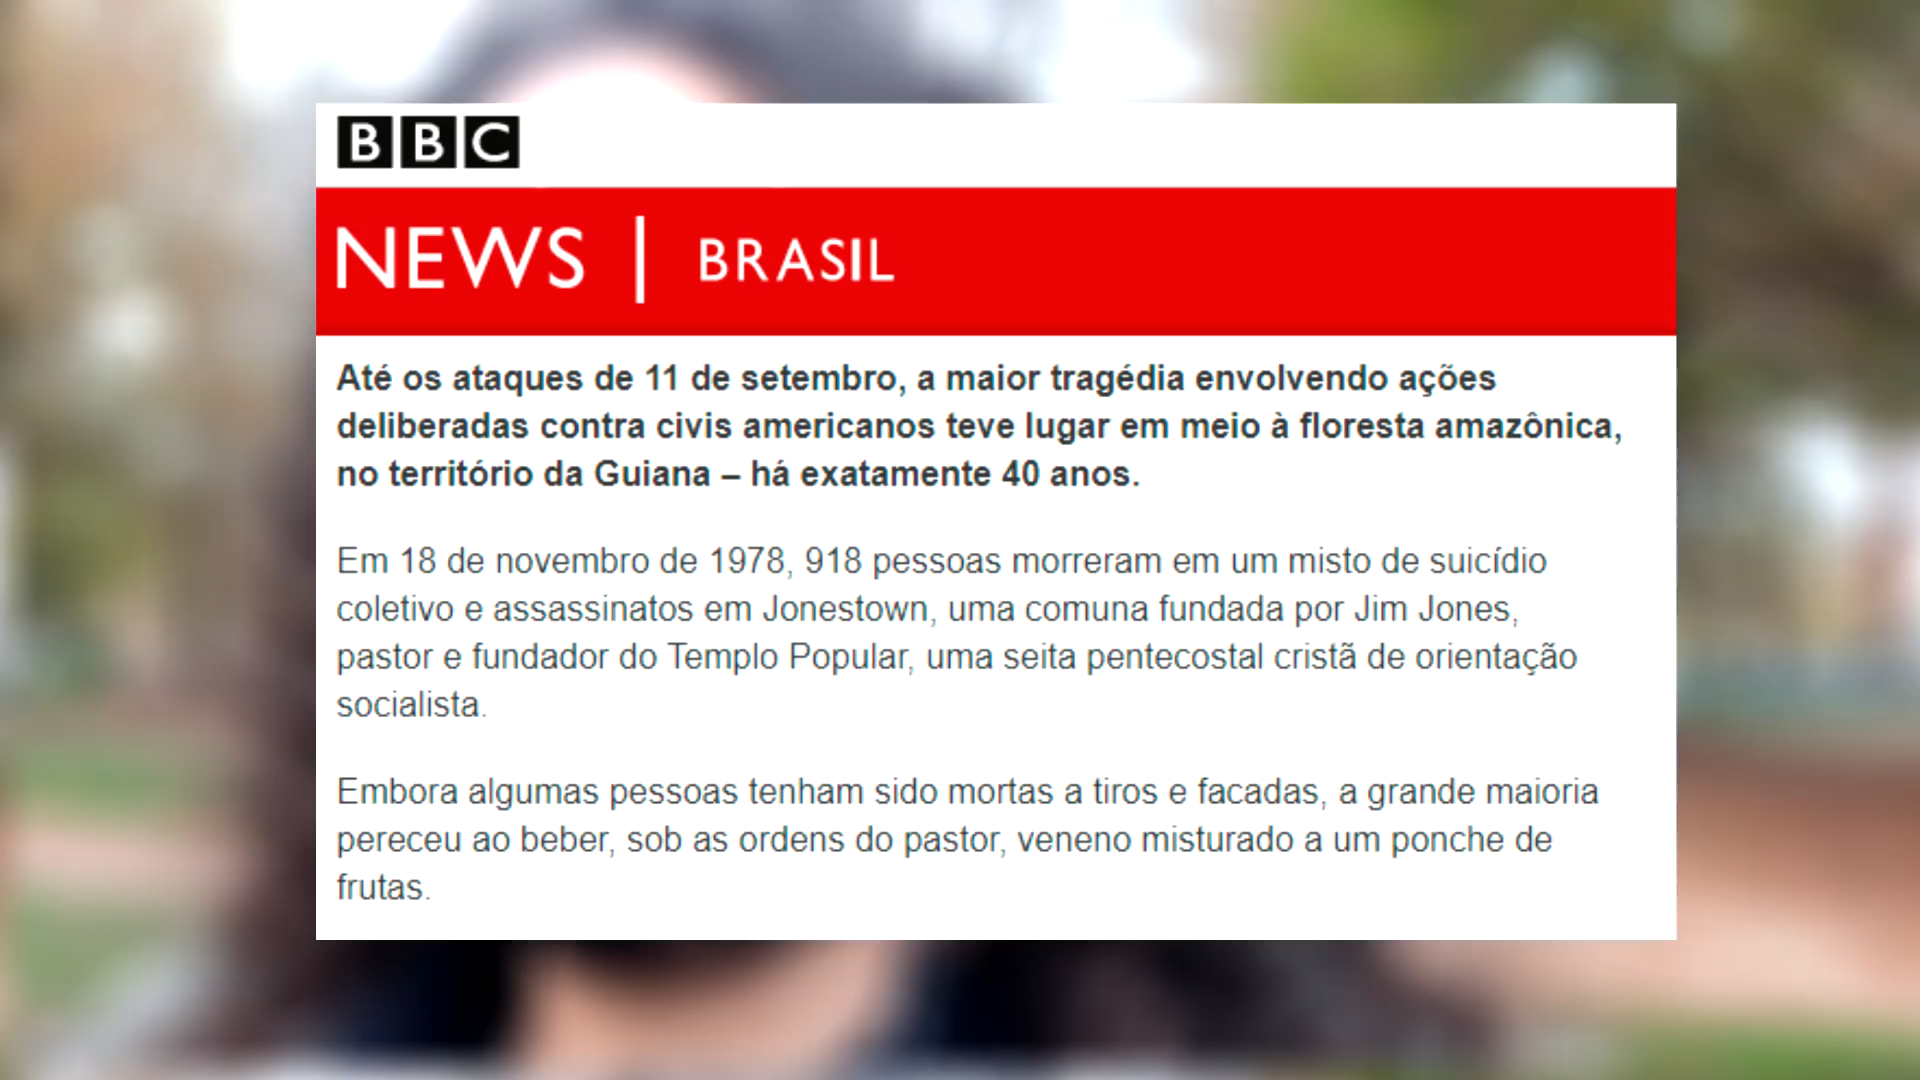 BBC
NEWS | BRASIL
Até os ataques de 11 de setembro, a maior tragédia envolvendo ações
deliberadas contra civis americanos teve lugar em meio à floresta amazônica,
no território da Guiana – há exatamente 40 anos.
Em 18 de novembro de 1978, 918 pessoas morreram em um misto de suicídio
coletivo e assassinatos em Jonestown, uma comuna fundada por Jim Jones,
pastor e fundador do Templo Popular, uma seita pentecostal cristã de orientação
socialista.
Embora algumas pessoas tenham sido mortas a tiros e facadas, a grande maioria
pereceu ao beber, sob as ordens do pastor, veneno misturado a um ponche de
frutas.